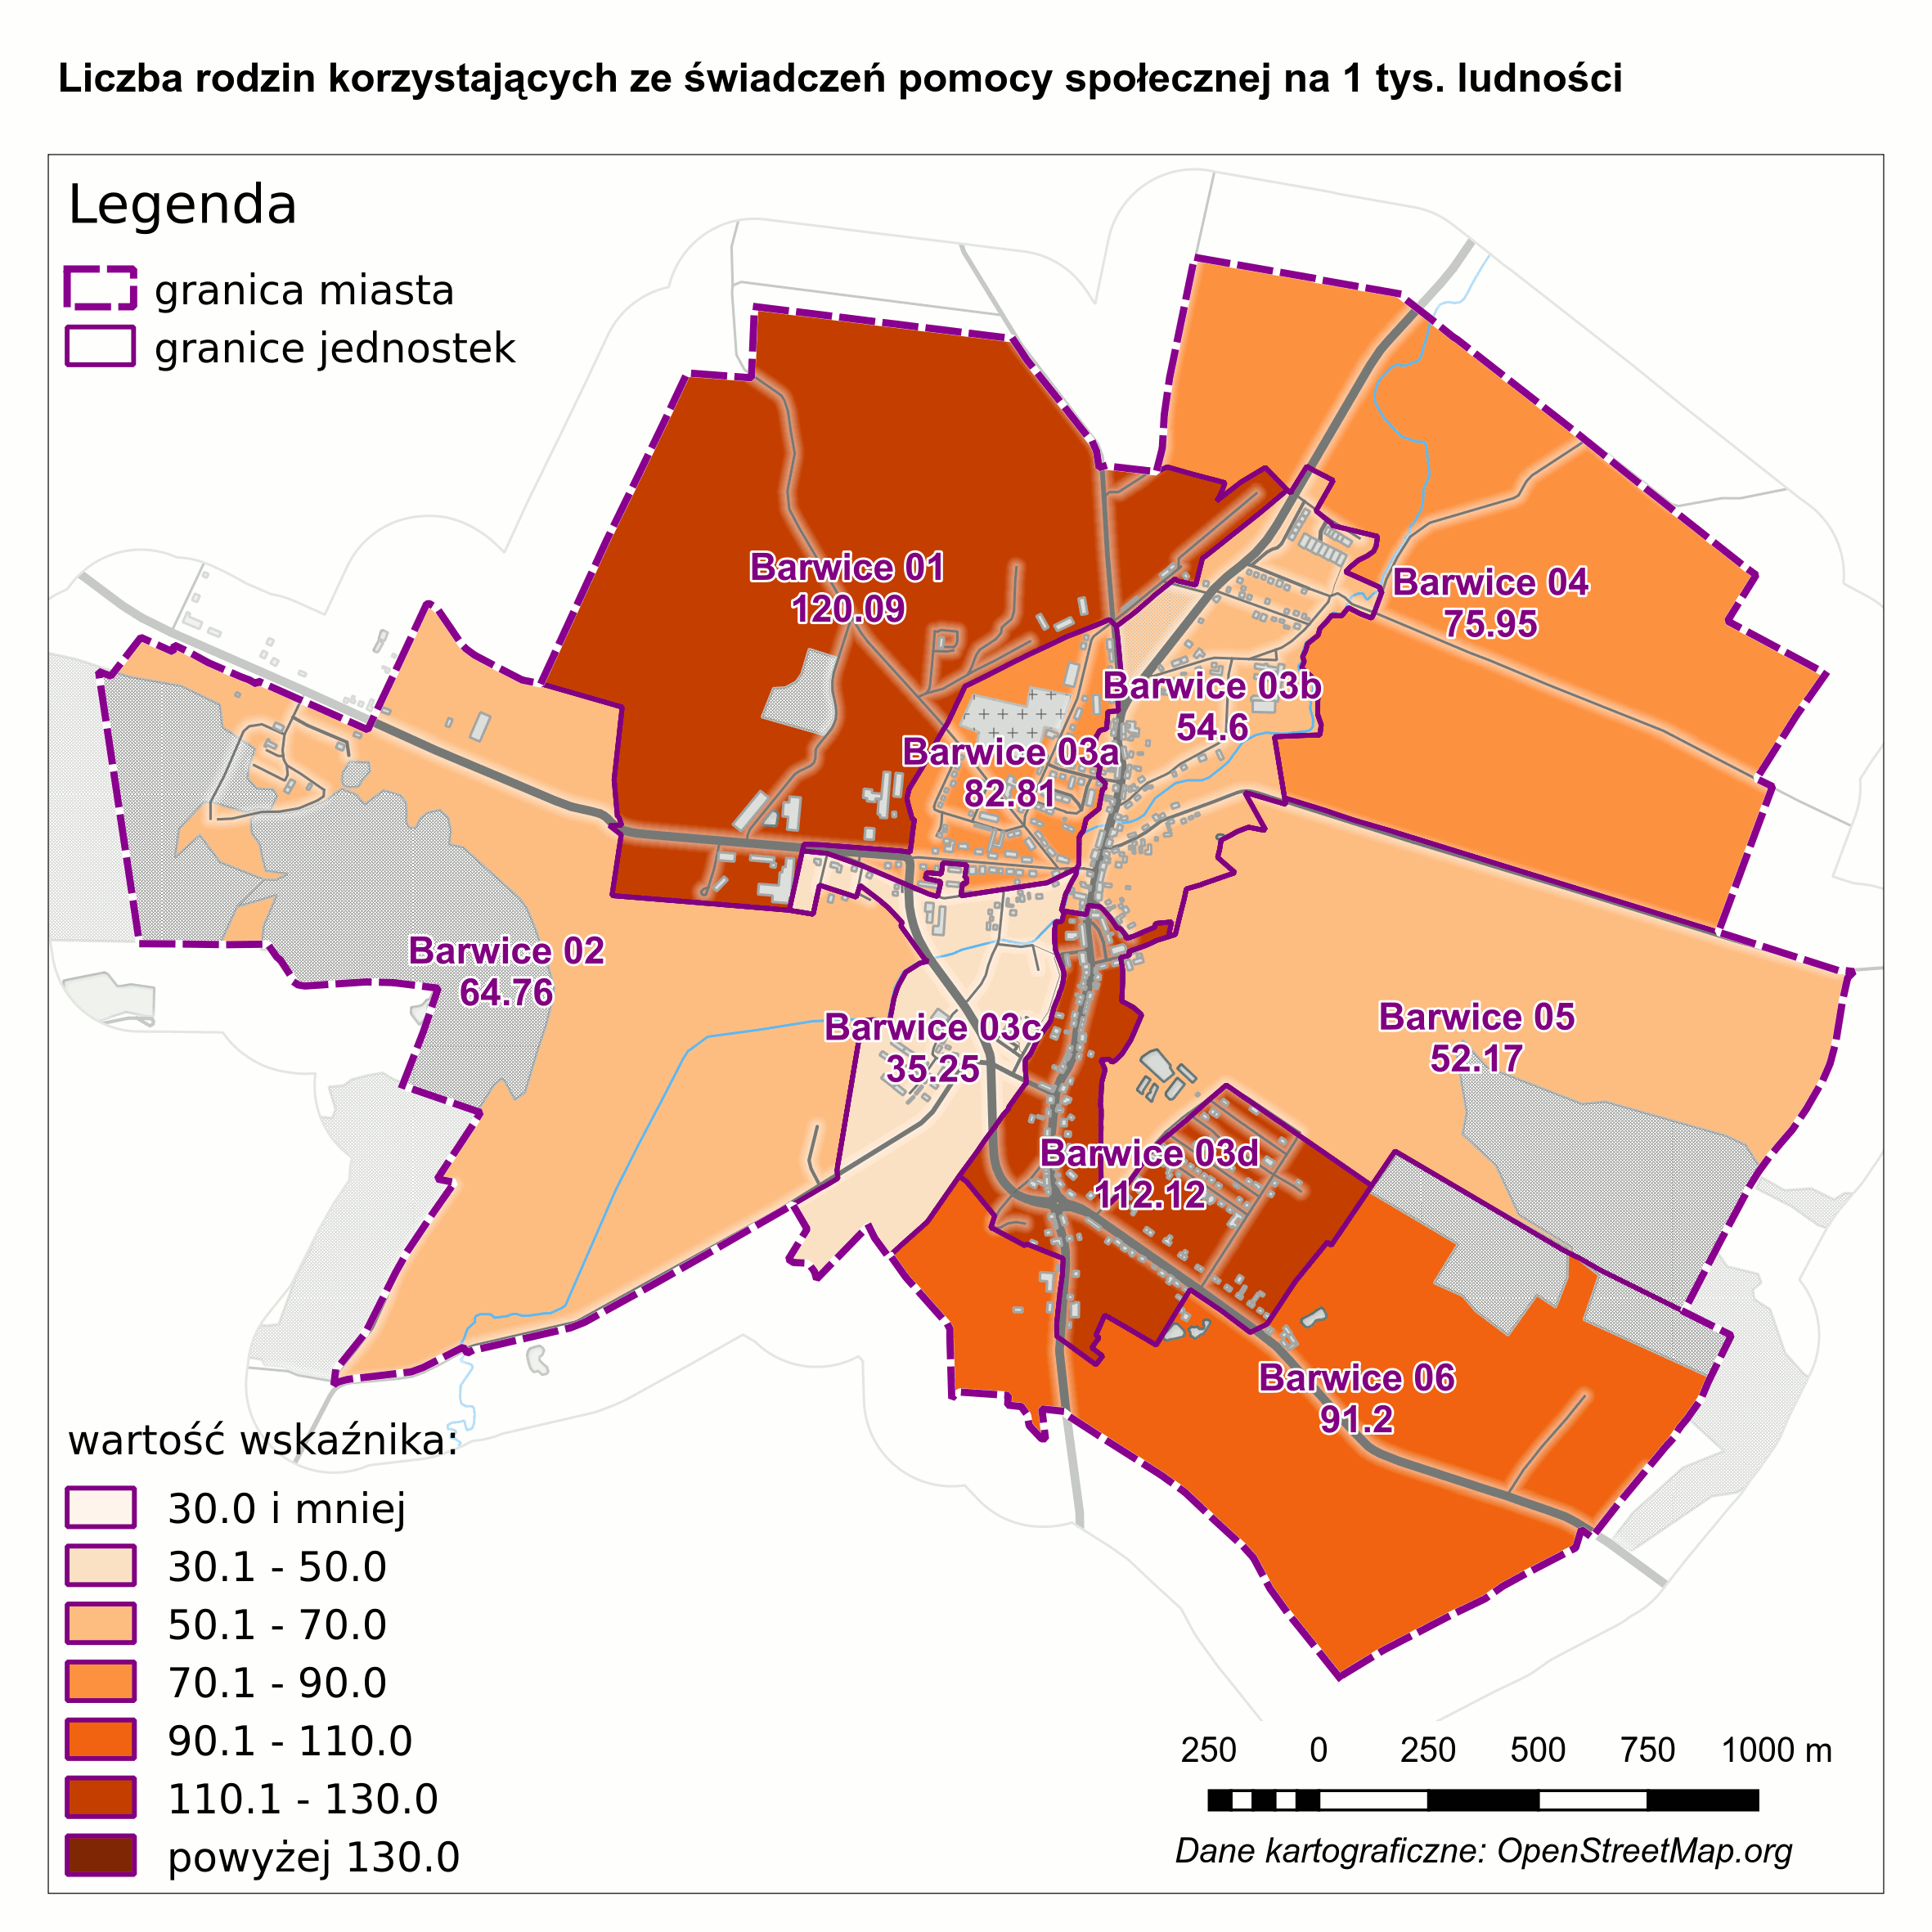 Liczba rodzin korzystających ze świadczeń pomocy społecznej na 1 tys. ludności
Legenda
granica miasta
granice jednostek
Barwice 01
120.09
Barwice 04
75.95
Barwice 03b
54.6
Barwice 03a
82.81
Barwice 02
64.76
Barwice 05
52.17
Barwice 03c
35.25
Barwice 03d
112.12
Barwice 06
91.2
wartość wskaźnika:
30.0 i mniej
30.1 - 50.0
50.1 - 70.0
70.1 - 90.0
90.1 - 110.0
110.1 - 130.0
powyżej 130.0
250 0 250 500 750 1000 m
Dane kartograficzne: OpenStreetMap.org